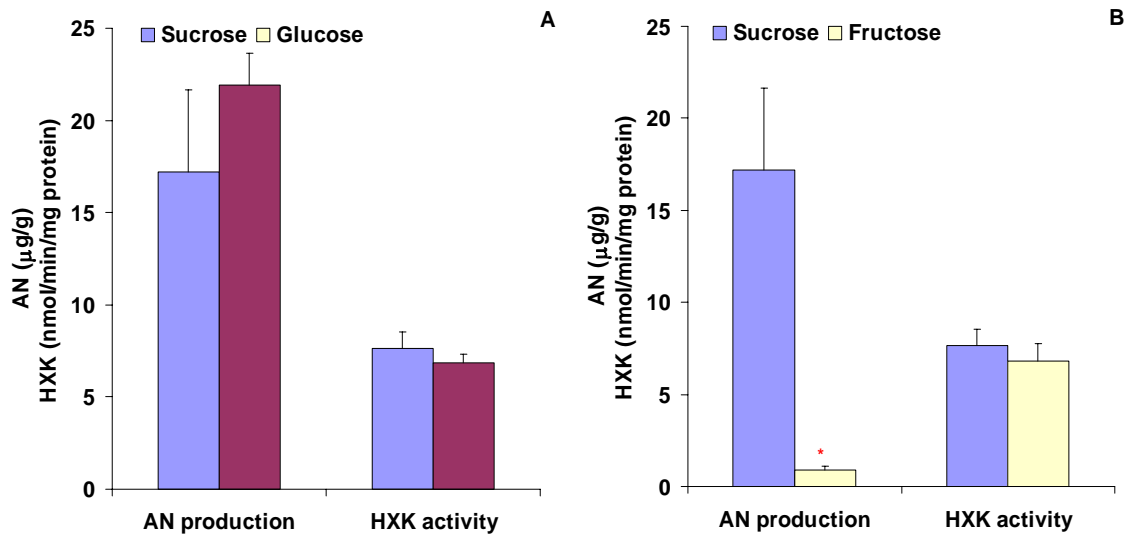 A
Sucrose Glucose
AN (μg/g)
HXK (nmol/min/mg protein)
25
20
15
10
5
0
AN production HXK activity
B
Sucrose Fructose
AN (μg/g)
HXK (nmol/min/mg protein)
25
20
15
10
5
0
*
AN production HXK activity